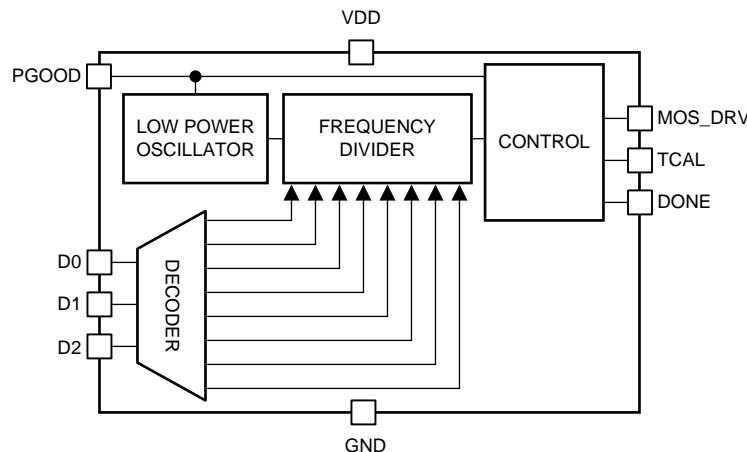 VDD
PGOOD
LOW POWER
OSCILLATOR
FREQUENCY
DIVIDER
CONTROL
MOS_DRV
TCAL
DONE
D0
D1
D2
DECODER
GND